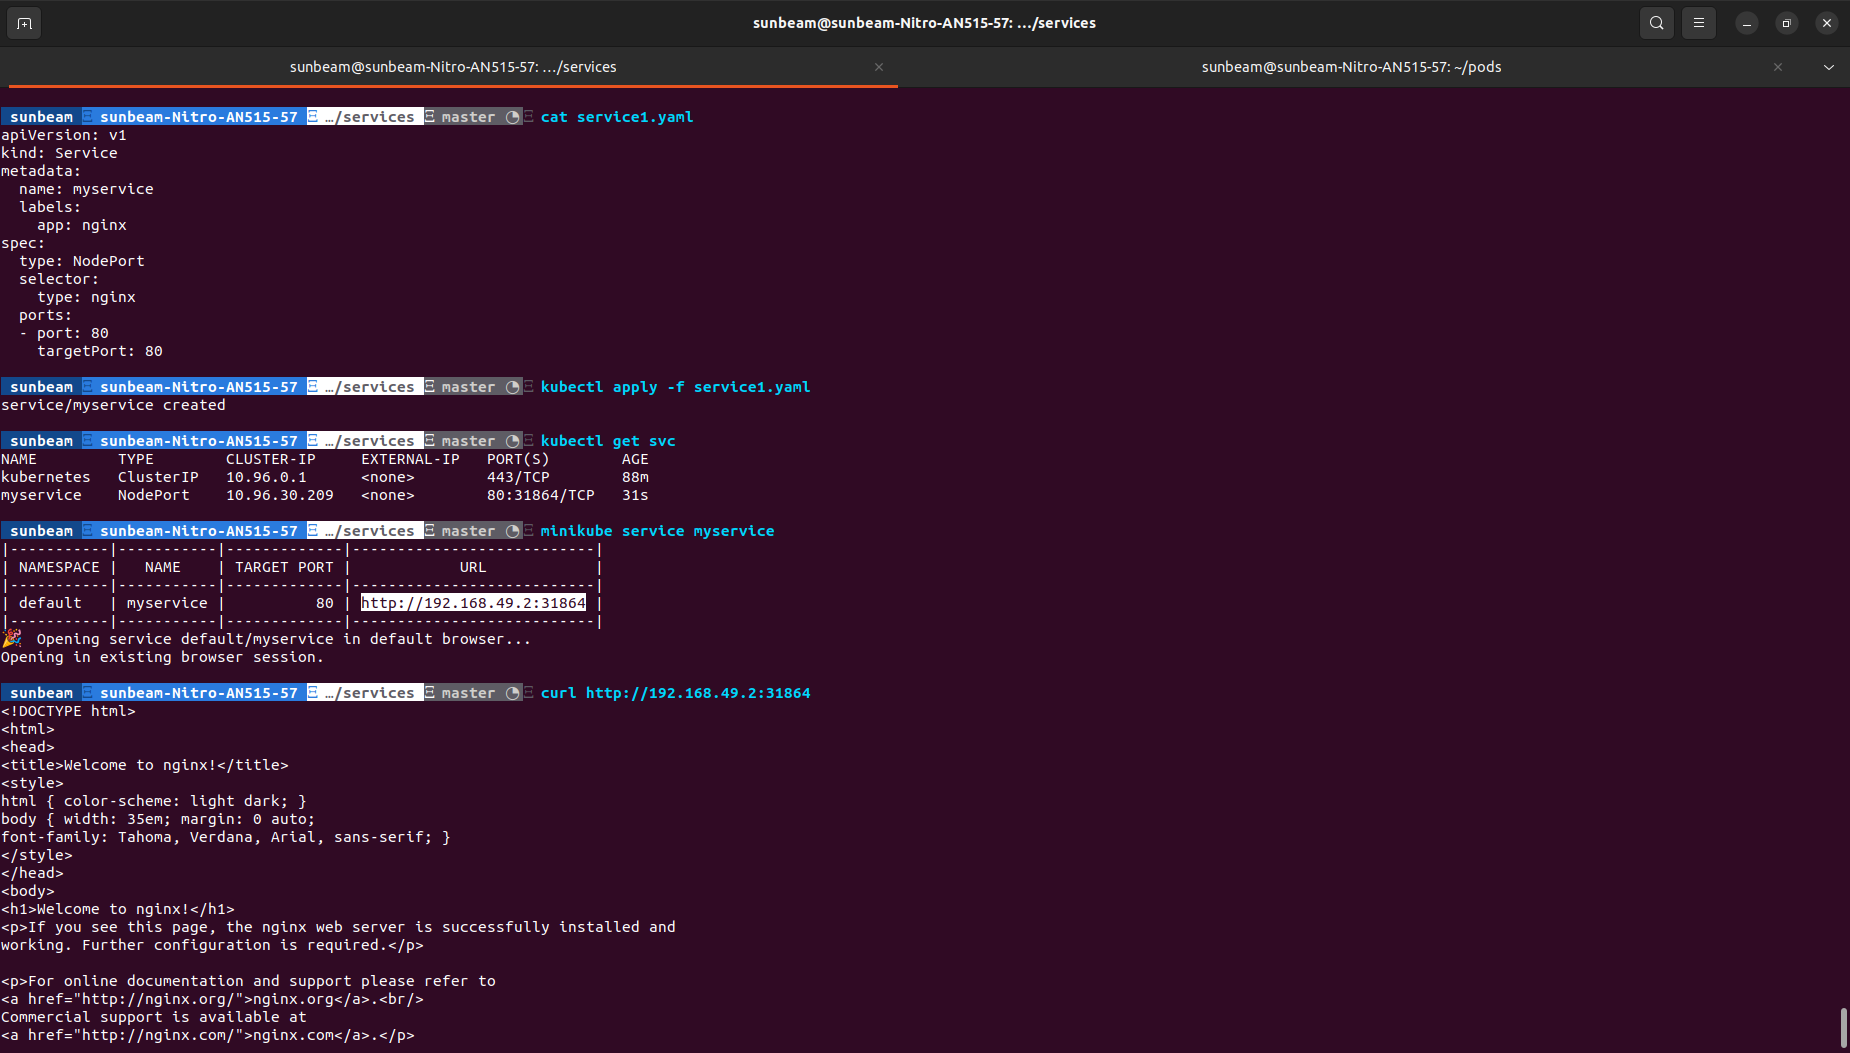 sunbeam@sunbeam-Nitro-AN515-57: …/services
sunbeam@sunbeam-Nitro-AN515-57: …/services
sunbeam@sunbeam-Nitro-AN515-57: ~/pods
sunbeam sunbeam-Nitro-AN515-57 …/services master cat service1.yaml
apiVersion: v1
kind: Service
metadata:
  name: myservice
  labels:
    app: nginx
spec:
  type: NodePort
  selector:
    type: nginx
  ports:
  - port: 80
    targetPort: 80
sunbeam sunbeam-Nitro-AN515-57 …/services master kubectl apply -f service1.yaml
service/myservice created
sunbeam sunbeam-Nitro-AN515-57 …/services master kubectl get svc
NAME         TYPE        CLUSTER-IP     EXTERNAL-IP   PORT(S)        AGE
kubernetes   ClusterIP   10.96.0.1      <none>        443/TCP        88m
myservice    NodePort    10.96.30.209   <none>        80:31864/TCP   31s
sunbeam sunbeam-Nitro-AN515-57 …/services master minikube service myservice
|-----------|-----------|-------------|---------------------------|
| NAMESPACE |   NAME    | TARGET PORT |            URL            |
|-----------|-----------|-------------|---------------------------|
| default   | myservice |          80 | http://192.168.49.2:31864 |
|-----------|-----------|-------------|---------------------------|
🎉  Opening service default/myservice in default browser...
Opening in existing browser session.
sunbeam sunbeam-Nitro-AN515-57 …/services master curl http://192.168.49.2:31864
<!DOCTYPE html>
<html>
<head>
<title>Welcome to nginx!</title>
<style>
html { color-scheme: light dark; }
body { width: 35em; margin: 0 auto;
font-family: Tahoma, Verdana, Arial, sans-serif; }
</style>
</head>
<body>
<h1>Welcome to nginx!</h1>
<p>If you see this page, the nginx web server is successfully installed and
working. Further configuration is required.</p>
<p>For online documentation and support please refer to
<a href="http://nginx.org/">nginx.org</a>.<br/>
Commercial support is available at
<a href="http://nginx.com/">nginx.com</a>.</p>